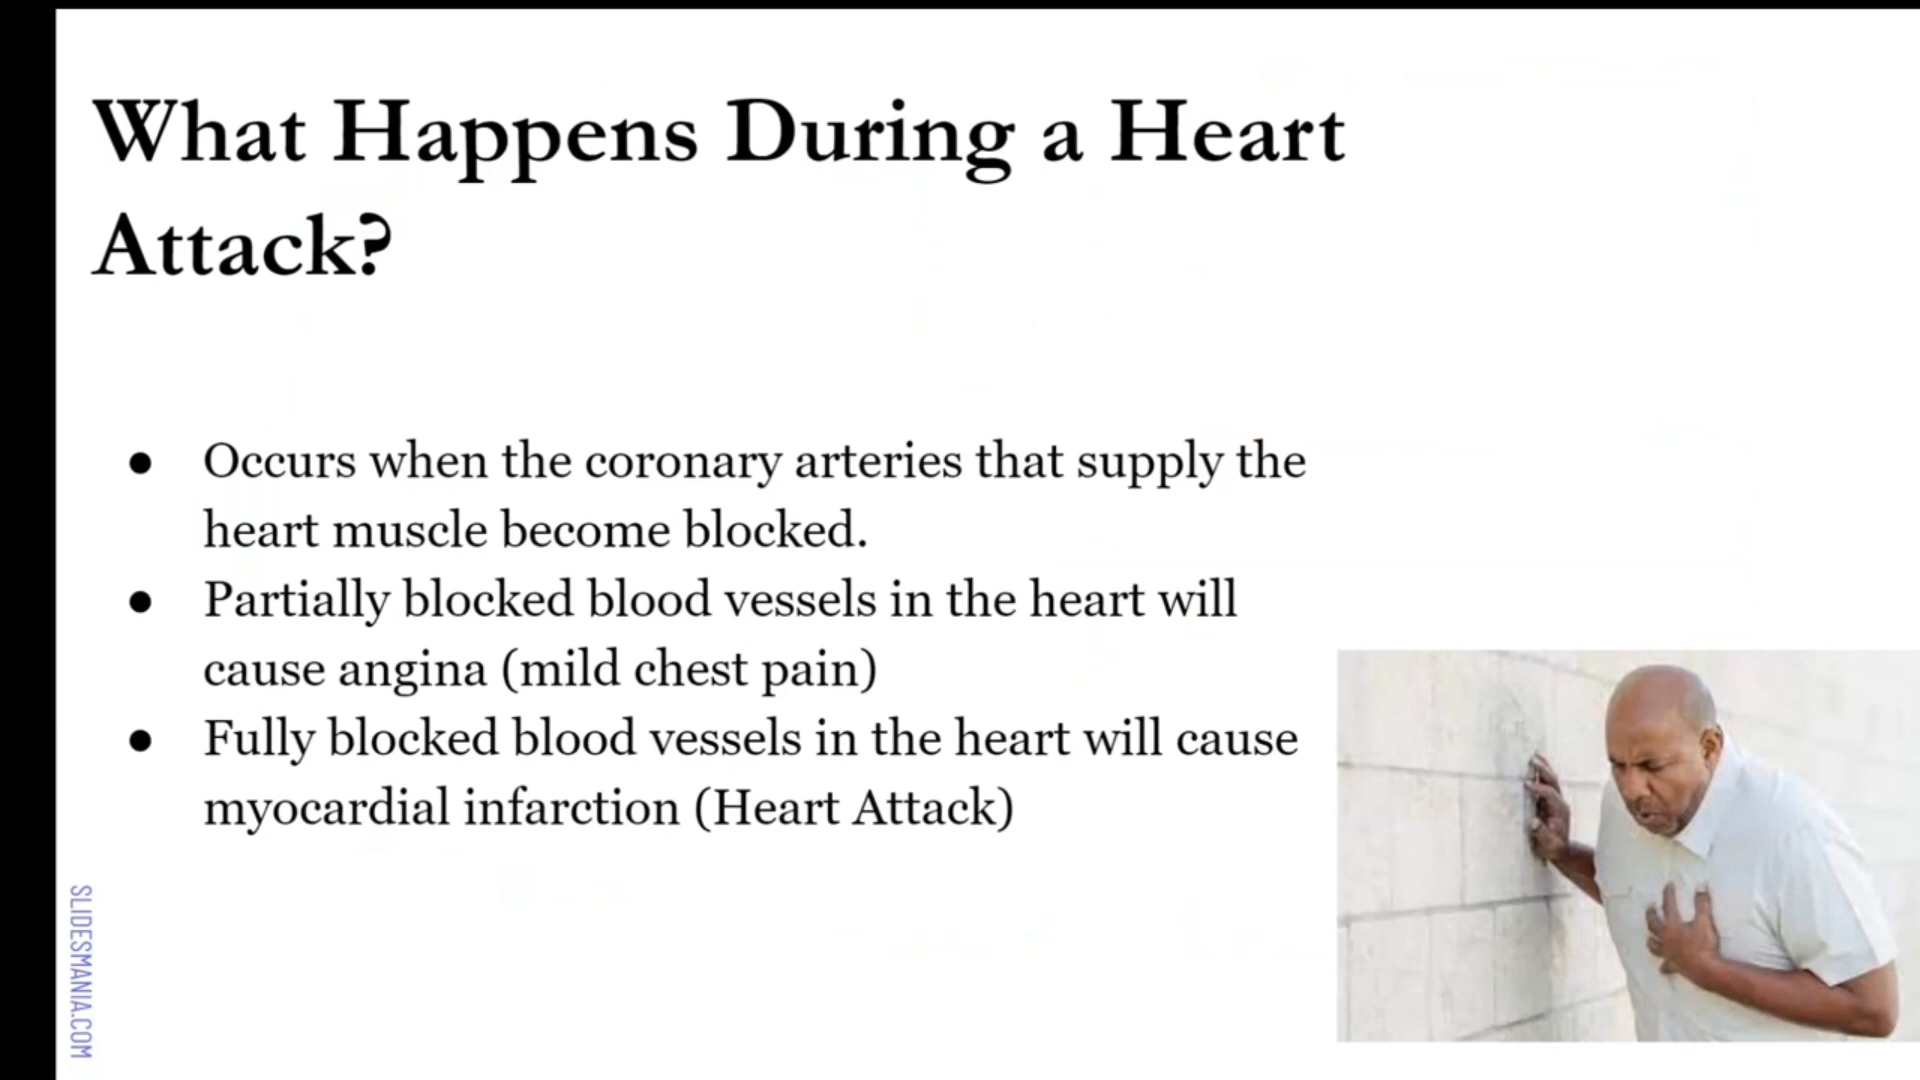 What Happens During a Heart
Attack?
● Occurs when the coronary arteries that supply the
heart muscle become blocked.
● Partially blocked blood vessels in the heart will
cause angina (mild chest pain)
● Fully blocked blood vessels in the heart will cause
myocardial infarction (Heart Attack)
SLIDESMANIA.COM